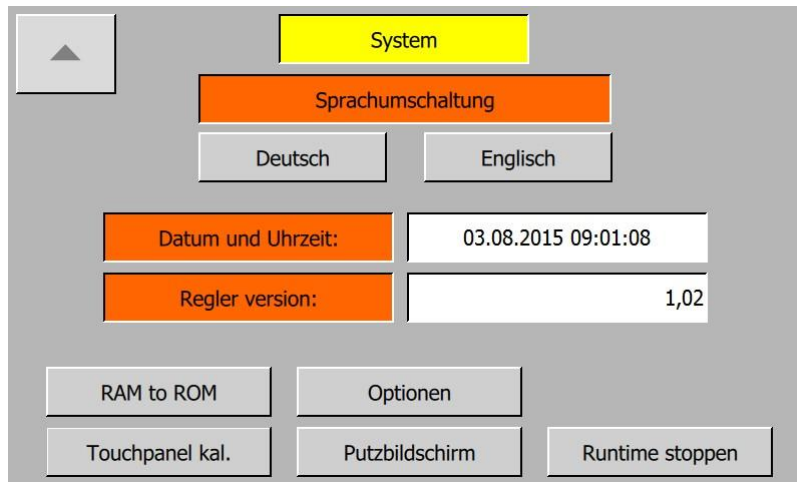 System
Sprachumschaltung
Deutsch Englisch
Datum und Uhrzeit: 03.08.2015 09:01:08
Regler version: 1,02
RAM to ROM Optionen
Touchpanel kal. Putzbildschirm Runtime stoppen